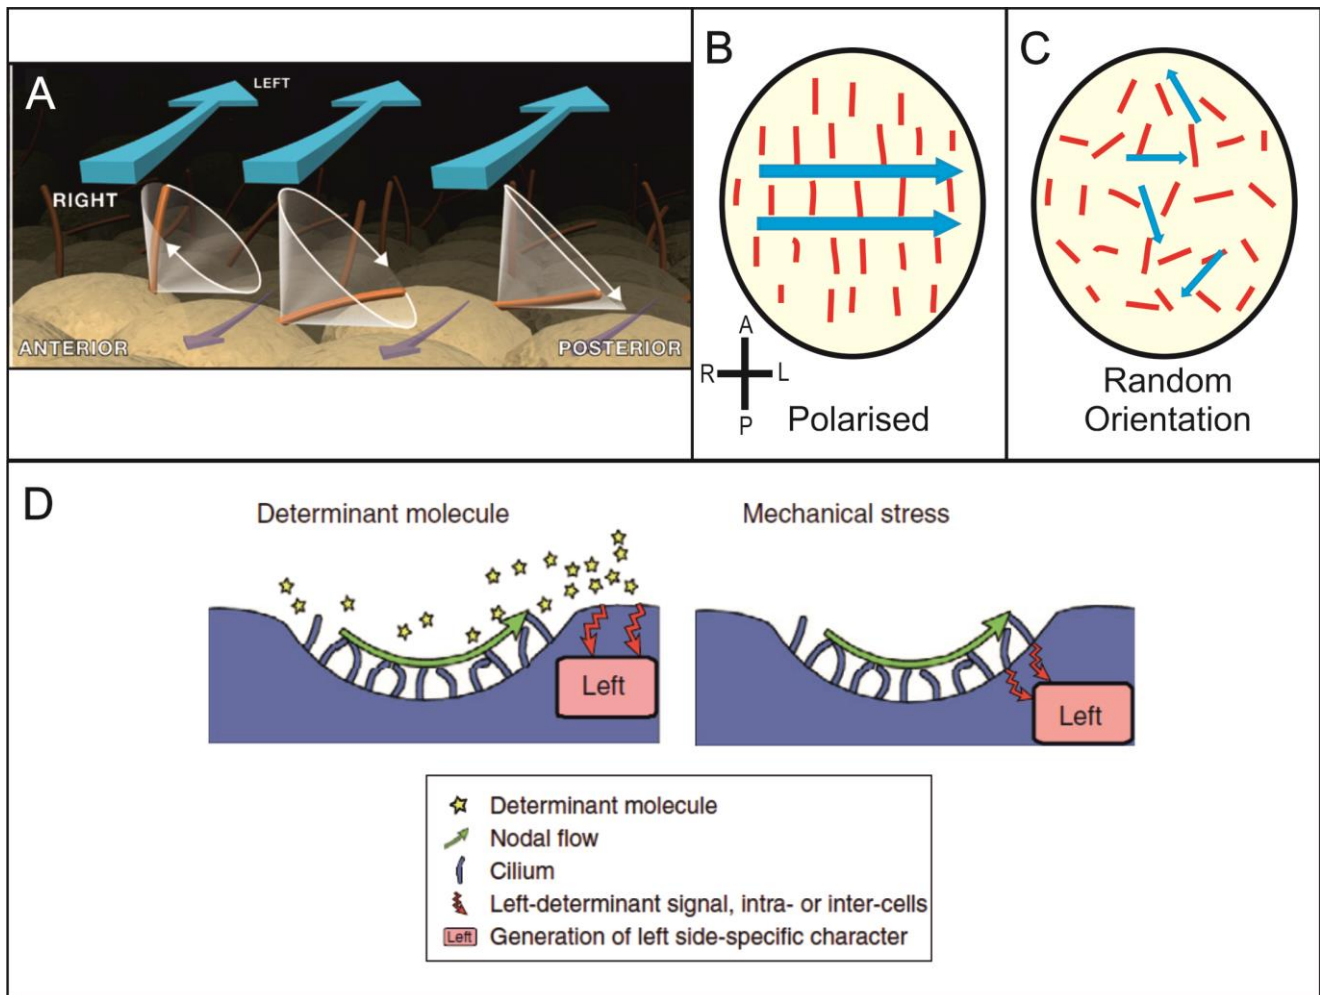 A
LEFT
RIGHT
ANTERIOR
POSTERIOR
B
A
R
L
P
Polarised
C
Random
Orientation
D
Determinant molecule
Mechanical stress
Left
Left
Determinant molecule
Nodal flow
Cilium
Left-determinant signal, intra- or inter-cells
Left
Generation of left side-specific character